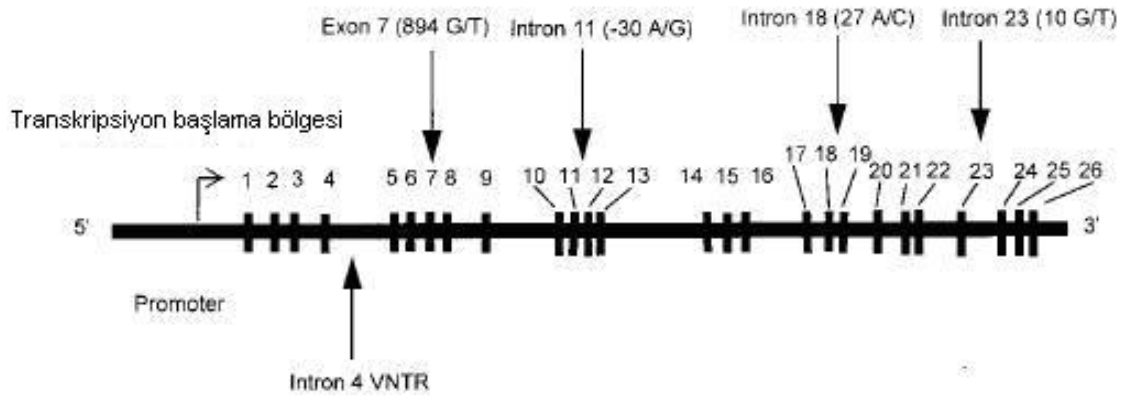 Exon 7 (894 G/T) Intron 11 (-30 A/G) Intron 18 (27 A/C) Intron 23 (10 G/T)
Transkripsiyon başlama bölgesi
1 2 3 4 5 6 7 8 9 10 11 12 13 14 15 16 17 18 19 20 21 22 23 24 25 26
5' 3'
Promoter
Intron 4 VNTR